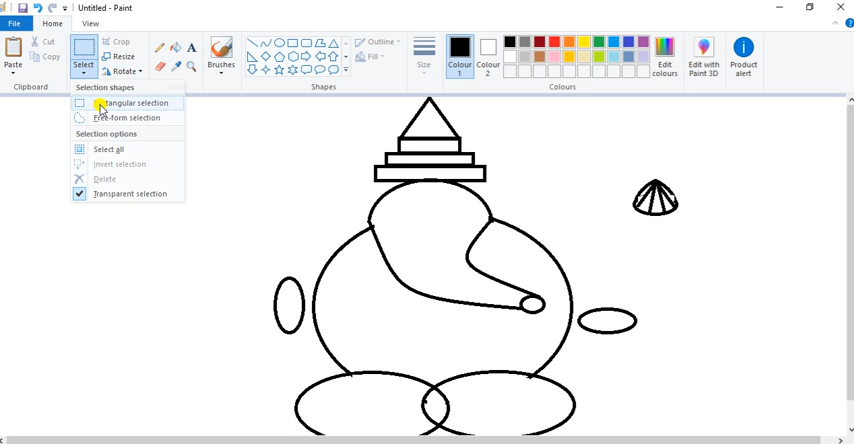 Untitled - Paint
File Home View
Cut
Copy
Paste
Clipboard
Select
Crop
Resize
Rotate
Brushes
Shapes
Outline
Fill
Size
Colour 1
Colour 2
Edit colours
Colours
Edit with Paint 3D
Product alert
Selection shapes
tangular selection
Free-form selection
Selection options
Select all
Invert selection
Delete
Transparent selection